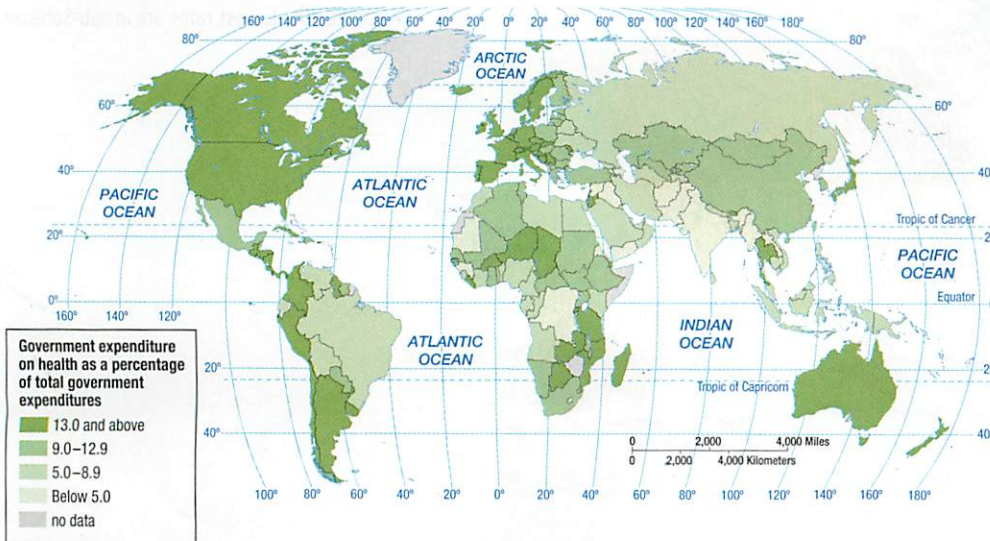 160° 140° 120° 100° 80° 60° 40° 20° 0° 20° 40° 60° 80° 100° 120° 140° 160° 180°
80° 80°
ARCTIC
OCEAN
60° 60°
40° 40°
PACIFIC
OCEAN
ATLANTIC
OCEAN
Tropic of Cancer
20° 20°
PACIFIC
OCEAN
Equator
0° 0°
160° 140° 120°
ATLANTIC
OCEAN
INDIAN
OCEAN
20° Tropic of Capricorn 20°
40° 40°
0 2,000 4,000 Miles
0 2,000 4,000 Kilometers
100° 80° 60° 40° 20° 0° 20° 40° 60° 80° 100° 120° 140° 160° 180°
Government expenditure
on health as a percentage
of total government
expenditures
13.0 and above
9.0–12.9
5.0–8.9
Below 5.0
no data